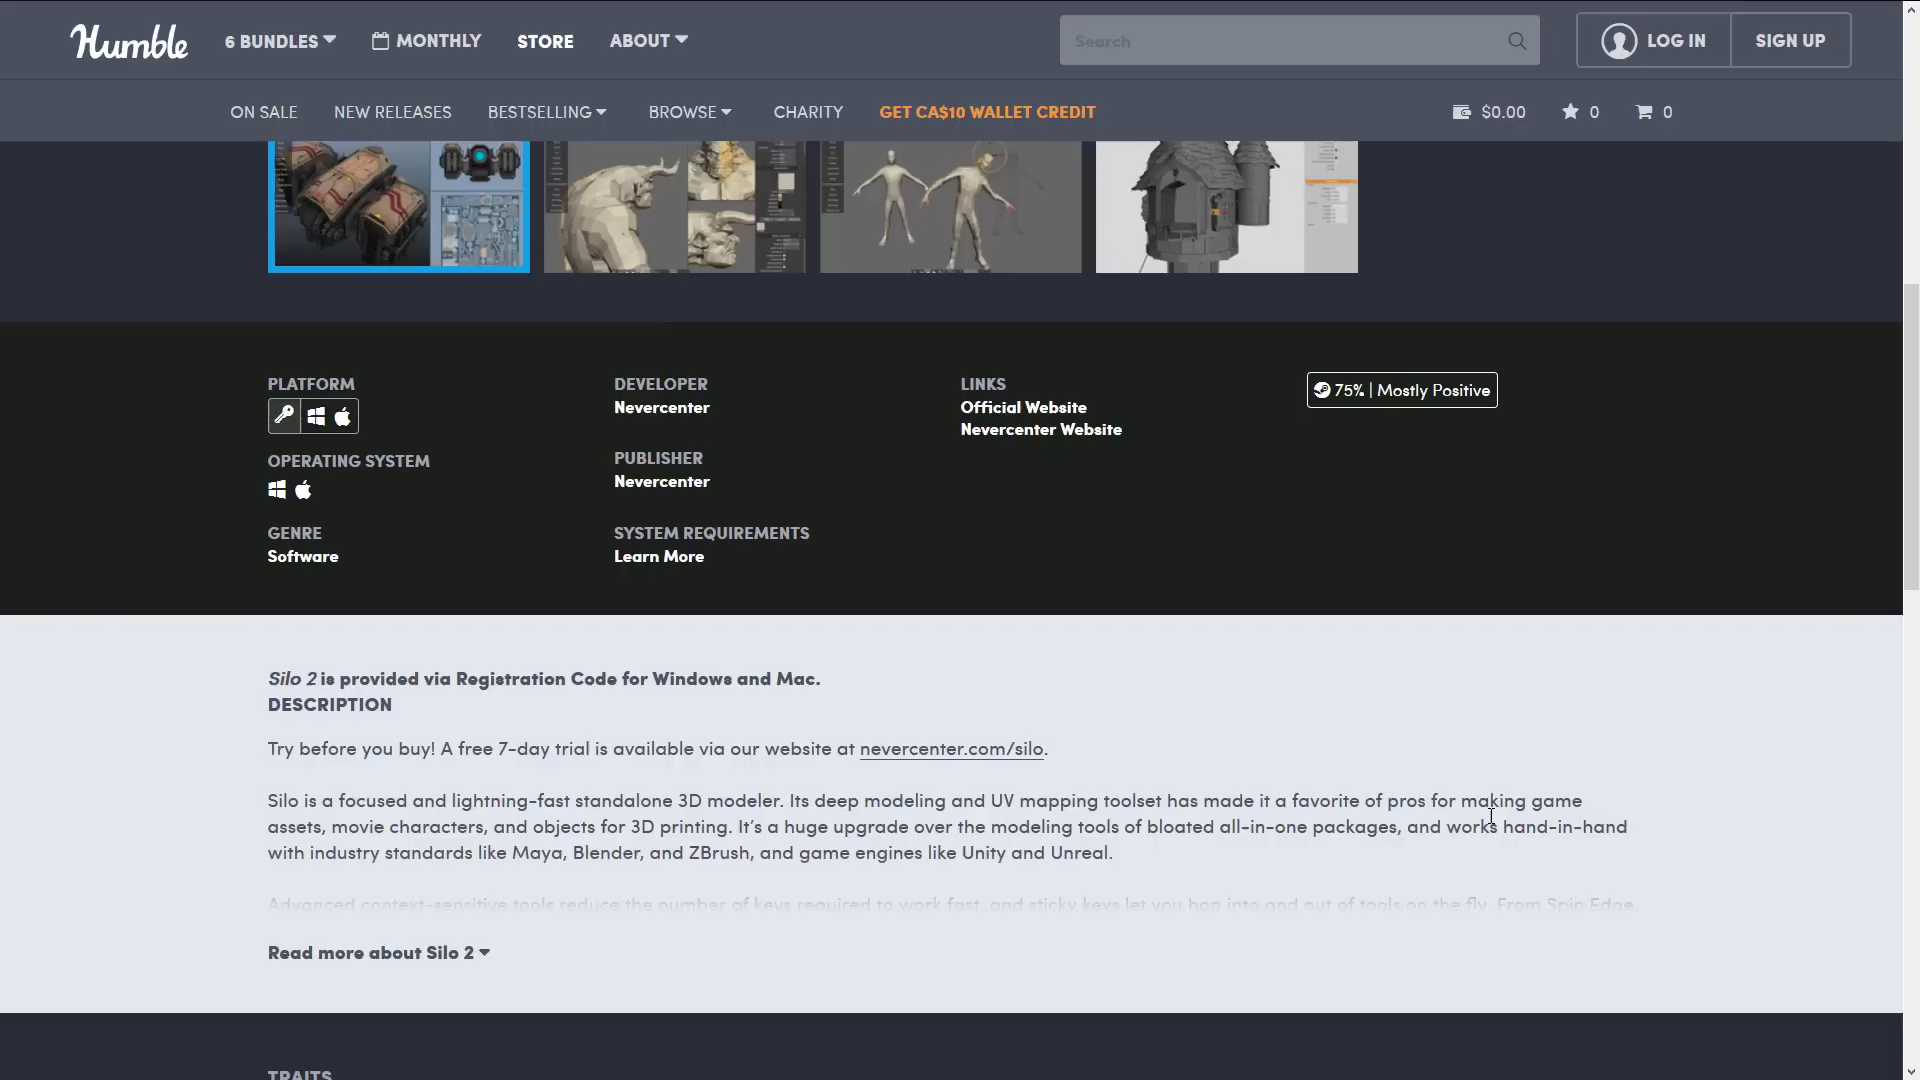 Humble
6 BUNDLES
MONTHLY
STORE
ABOUT
Search
LOG IN
SIGN UP
ON SALE
NEW RELEASES
BESTSELLING
BROWSE
CHARITY
GET CA$10 WALLET CREDIT
$0.00
0
0
PLATFORM
OPERATING SYSTEM
GENRE
Software
DEVELOPER
Nevercenter
PUBLISHER
Nevercenter
SYSTEM REQUIREMENTS
Learn More
LINKS
Official Website
Nevercenter Website
75% | Mostly Positive
Silo 2 is provided via Registration Code for Windows and Mac.
DESCRIPTION
Try before you buy! A free 7-day trial is available via our website at nevercenter.com/silo.
Silo is a focused and lightning-fast standalone 3D modeler. Its deep modeling and UV mapping toolset has made it a favorite of pros for making game
assets, movie characters, and objects for 3D printing. It's a huge upgrade over the modeling tools of bloated all-in-one packages, and works hand-in-hand
with industry standards like Maya, Blender, and ZBrush, and game engines like Unity and Unreal.
Advanced context-sensitive tools reduce the number of keys required to work fast, and sticky keys let you hop into and out of tools on the fly. From Spin Edge
Read more about Silo 2
TRAITS